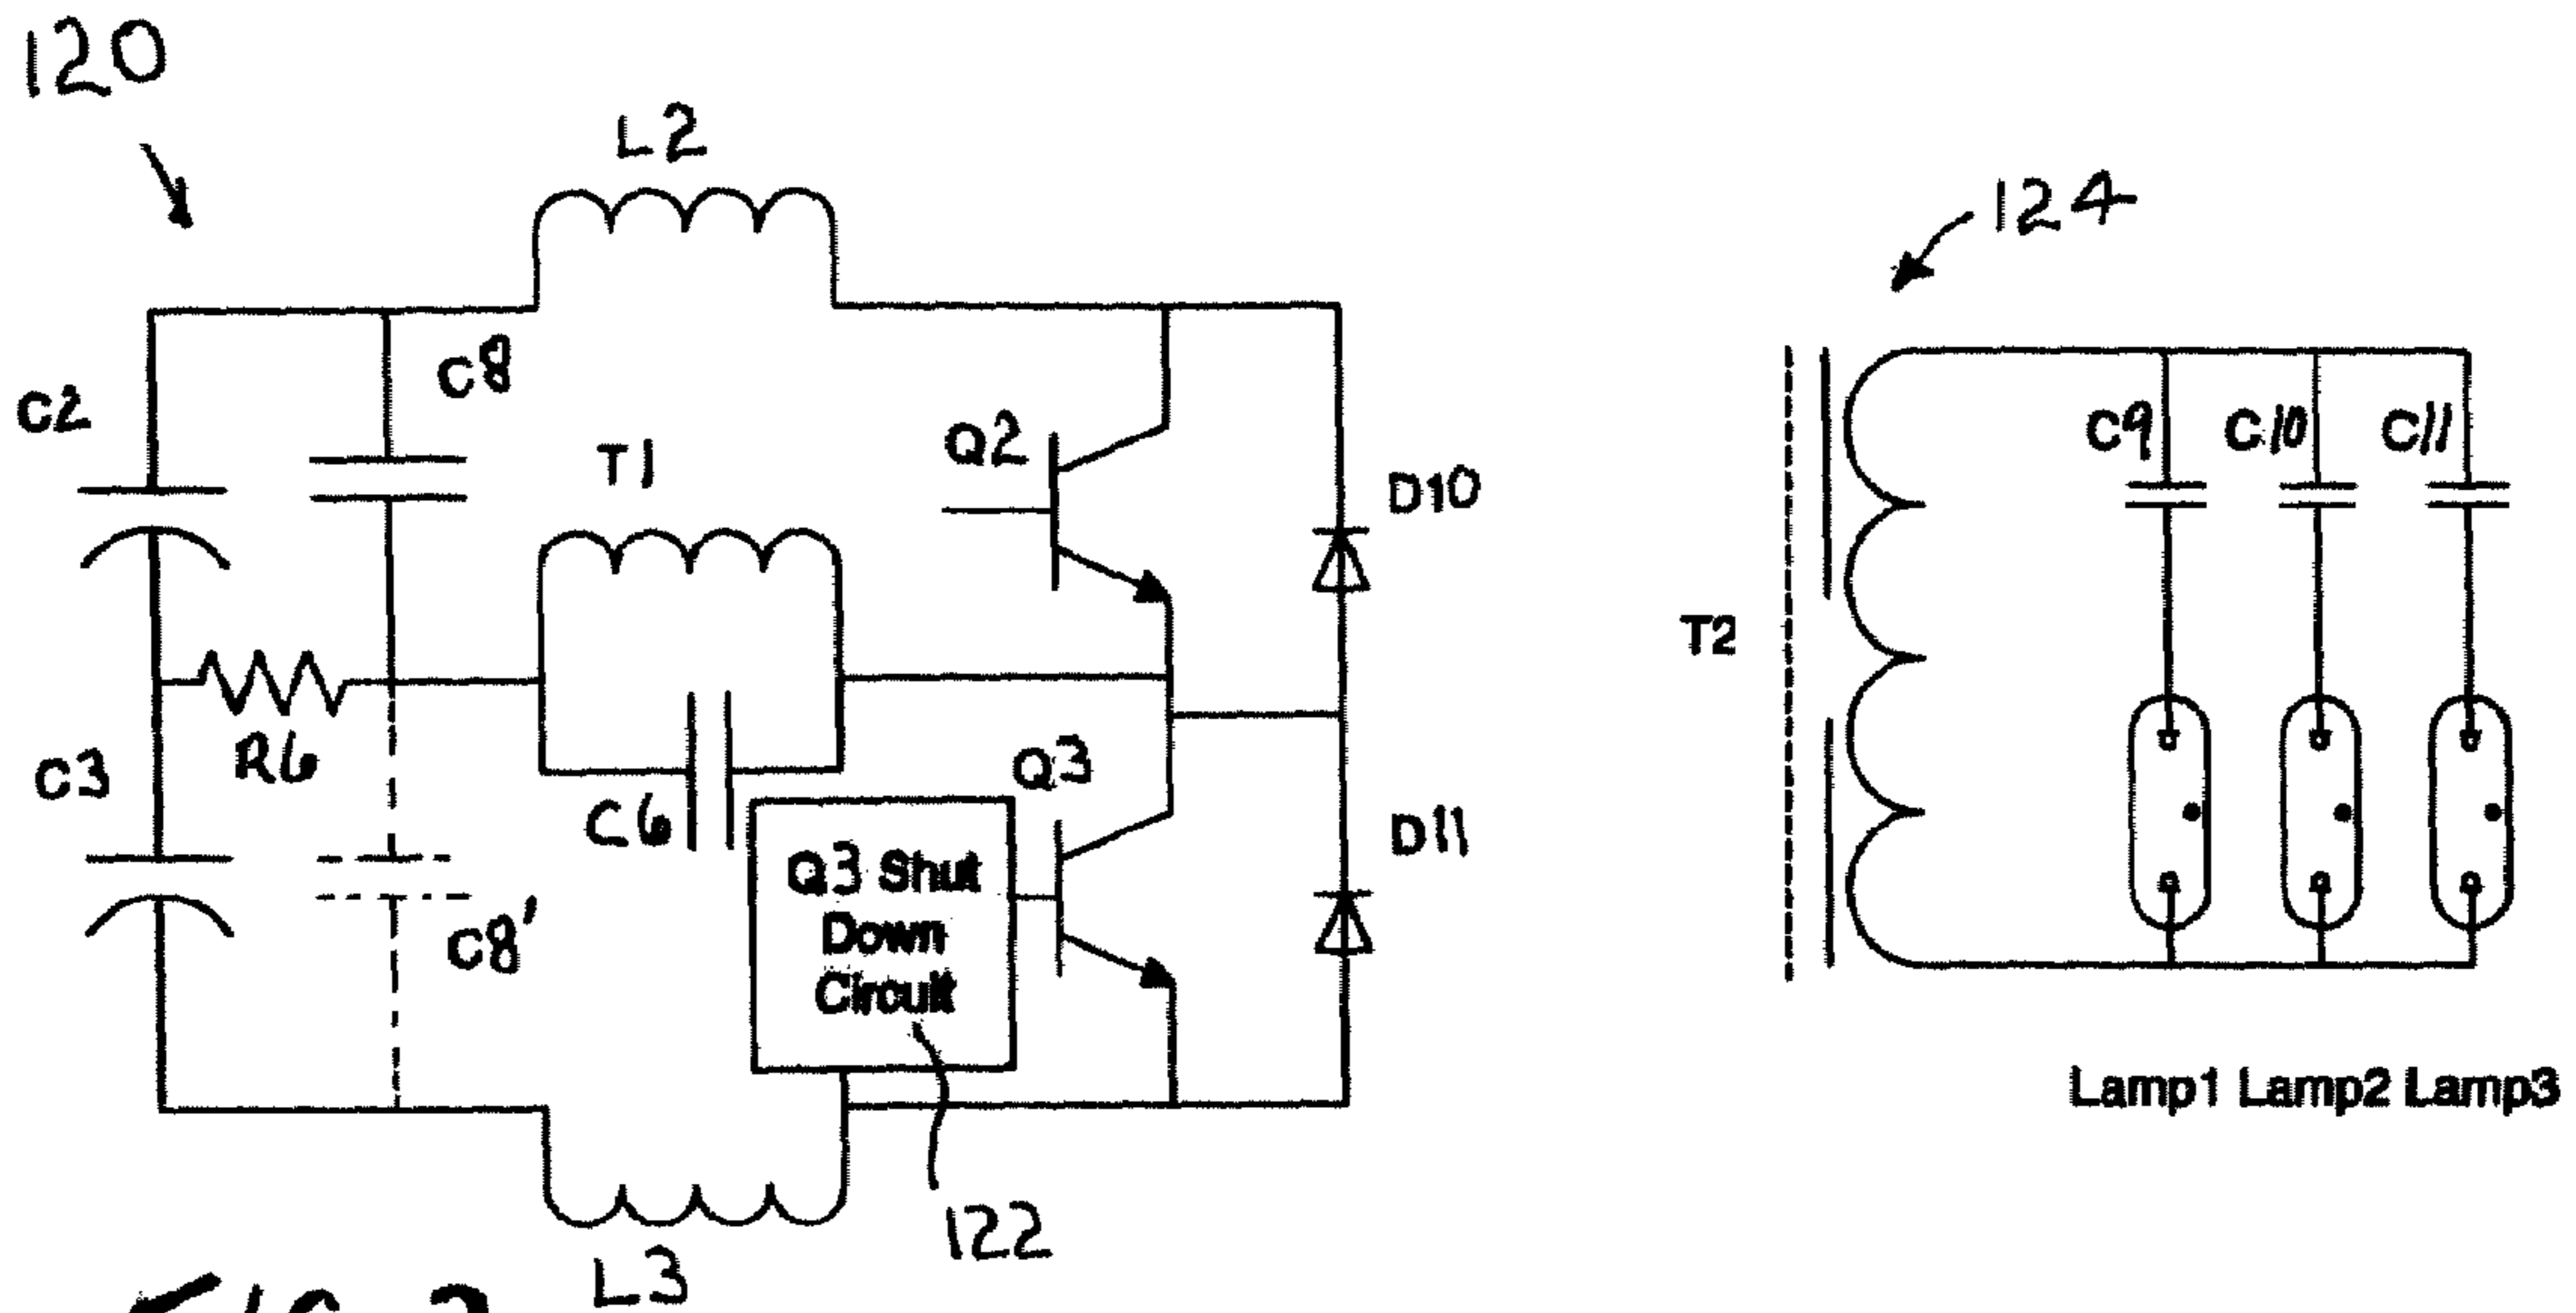 120
L2
124
C8
C2
T1
Q2
D10
C9
C10
C11
T2
R6
C3
C6
Q3
D11
Q3 Shut
Down
Circuit
C8'
122
L3
Lamp1 Lamp2 Lamp3